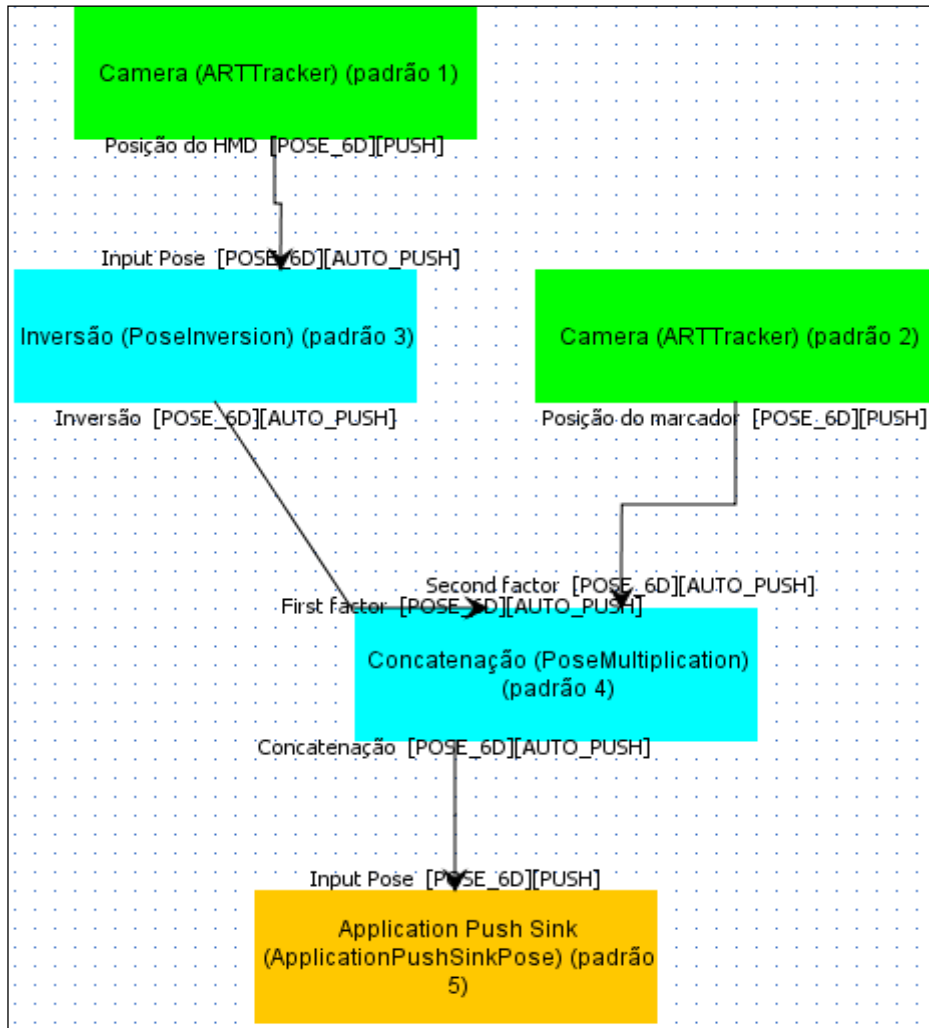 Camera (ARTTracker) (padrão 1)
Posição do HMD [POSE_6D][PUSH]
Input Pose [POSE_6D][AUTO_PUSH]
Inversão (PoseInversion) (padrão 3)
Camera (ARTTracker) (padrão 2)
Inversão [POSE_6D][AUTO_PUSH]
Posição do marcador [POSE_6D][PUSH]
Second factor [POSE_6D][AUTO_PUSH]
First factor [POSE_6D][AUTO_PUSH]
Concatenação (PoseMultiplication)
(padrão 4)
Concatenação [POSE_6D][AUTO_PUSH]
Input Pose [POSE_6D][PUSH]
Application Push Sink
(ApplicationPushSinkPose) (padrão
5)